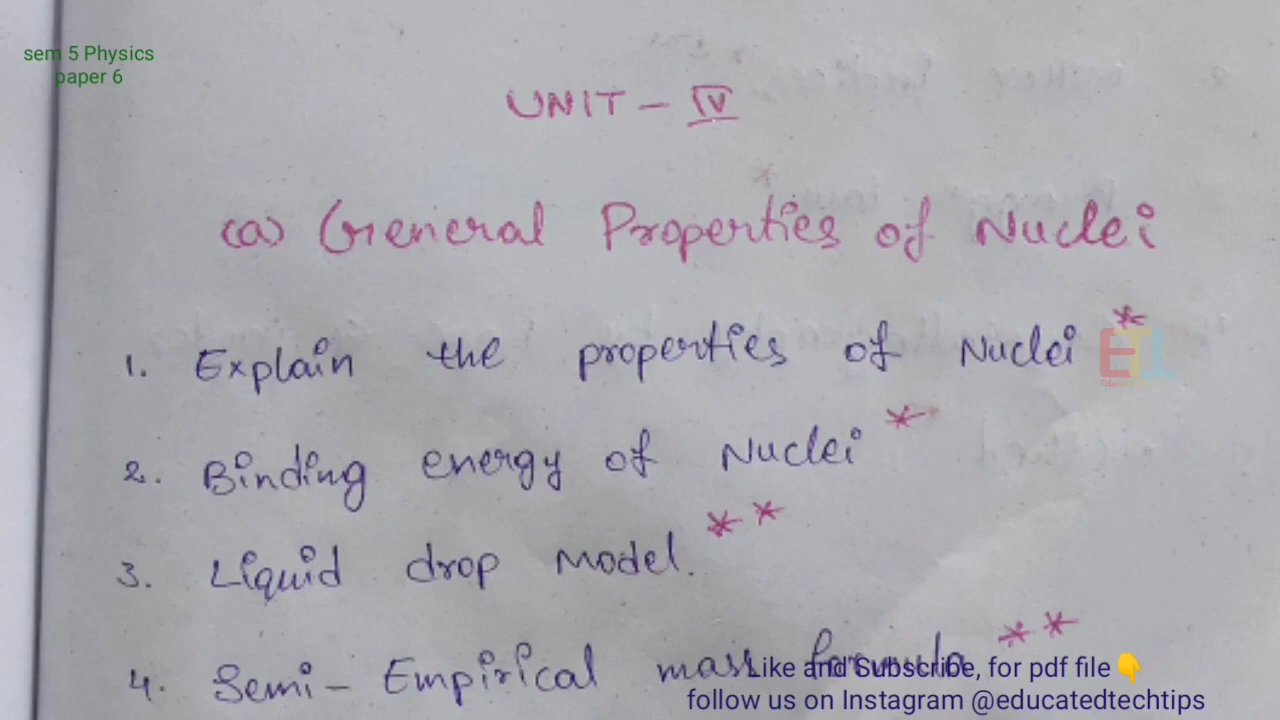 sem 5 Physics
paper 6
UNIT - IV
(a) General Properties of Nuclei
1. Explain the properties of Nuclei *
2. Binding energy of Nuclei *
3. Liquid drop Model. **
4. Semi-Empirical mass formula **
Like and Subscribe, for pdf file👇
follow us on Instagram @educatedtechtips